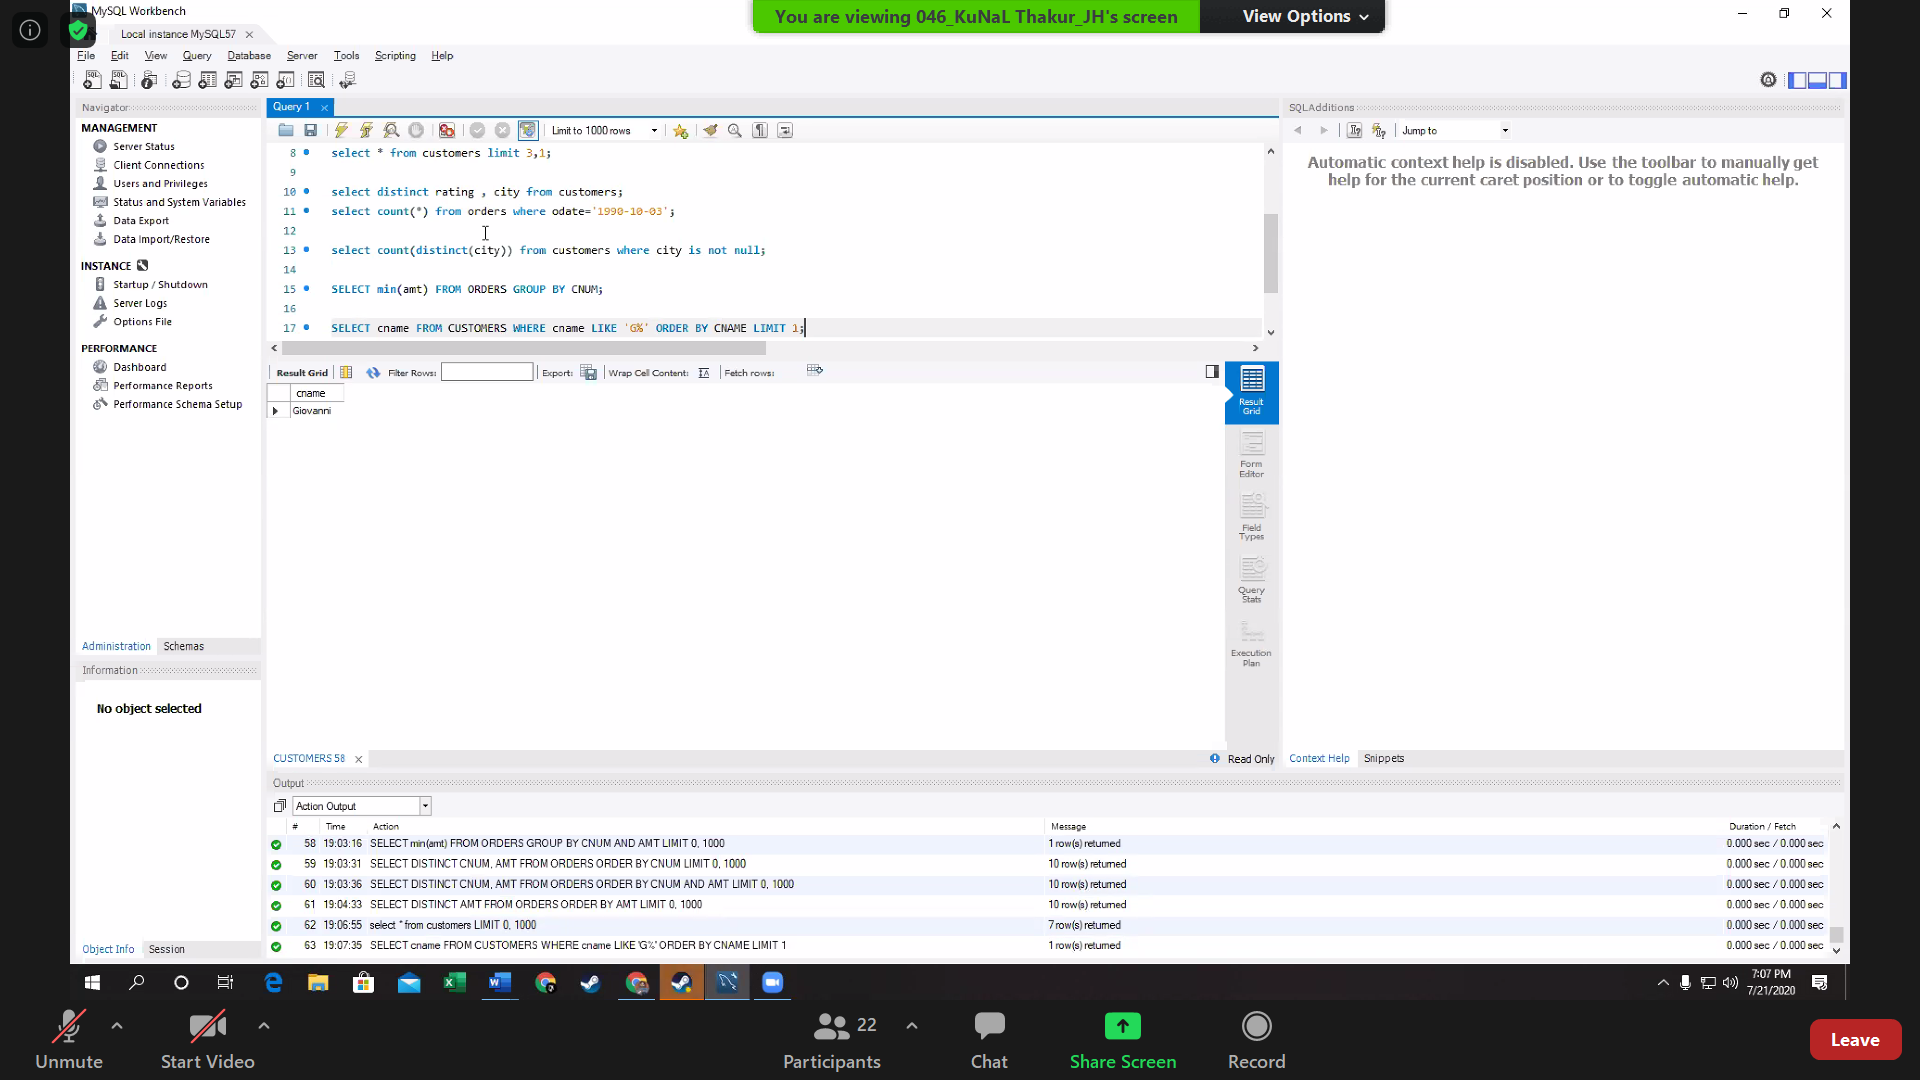 MySQL Workbench
You are viewing 046_KuNaL Thakur_JH's screen
View Options
Local instance MySQL57
File Edit View Query Database Server Tools Scripting Help
Navigator
MANAGEMENT
Server Status
Client Connections
Users and Privileges
Status and System Variables
Data Export
Data Import/Restore
INSTANCE
Startup / Shutdown
Server Logs
Options File
PERFORMANCE
Dashboard
Performance Reports
Performance Schema Setup
Administration Schemas
Information
No object selected
Object Info Session
Query 1
Limit to 1000 rows
8 select * from customers limit 3,1;
9
10 select distinct rating , city from customers;
11 select count(*) from orders where odate='1990-10-03';
12
13 select count(distinct(city)) from customers where city is not null;
14
15 SELECT min(amt) FROM ORDERS GROUP BY CNUM;
16
17 SELECT cname FROM CUSTOMERS WHERE cname LIKE 'G%' ORDER BY CNAME LIMIT 1;
Result Grid Filter Rows: Export: Wrap Cell Content: Fetch rows:
cname
Giovanni
Result
Grid
Form
Editor
Field
Types
Query
Stats
Execution
Plan
CUSTOMERS 58
Read Only
SQLAdditions
Jump to
Automatic context help is disabled. Use the toolbar to manually get
help for the current caret position or to toggle automatic help.
Context Help Snippets
Output
Action Output
# Time Action Message Duration / Fetch
58 19:03:16 SELECT min(amt) FROM ORDERS GROUP BY CNUM AND AMT LIMIT 0, 1000 1 row(s) returned 0.000 sec / 0.000 sec
59 19:03:31 SELECT DISTINCT CNUM, AMT FROM ORDERS ORDER BY CNUM LIMIT 0, 1000 10 row(s) returned 0.000 sec / 0.000 sec
60 19:03:36 SELECT DISTINCT CNUM, AMT FROM ORDERS ORDER BY CNUM AND AMT LIMIT 0, 1000 10 row(s) returned 0.000 sec / 0.000 sec
61 19:04:33 SELECT DISTINCT AMT FROM ORDERS ORDER BY AMT LIMIT 0, 1000 10 row(s) returned 0.000 sec / 0.000 sec
62 19:06:55 select * from customers LIMIT 0, 1000 7 row(s) returned 0.000 sec / 0.000 sec
63 19:07:35 SELECT cname FROM CUSTOMERS WHERE cname LIKE 'G%' ORDER BY CNAME LIMIT 1 1 row(s) returned 0.000 sec / 0.000 sec
7:07 PM
7/21/2020
Unmute Start Video Participants 22 Chat Share Screen Record Leave